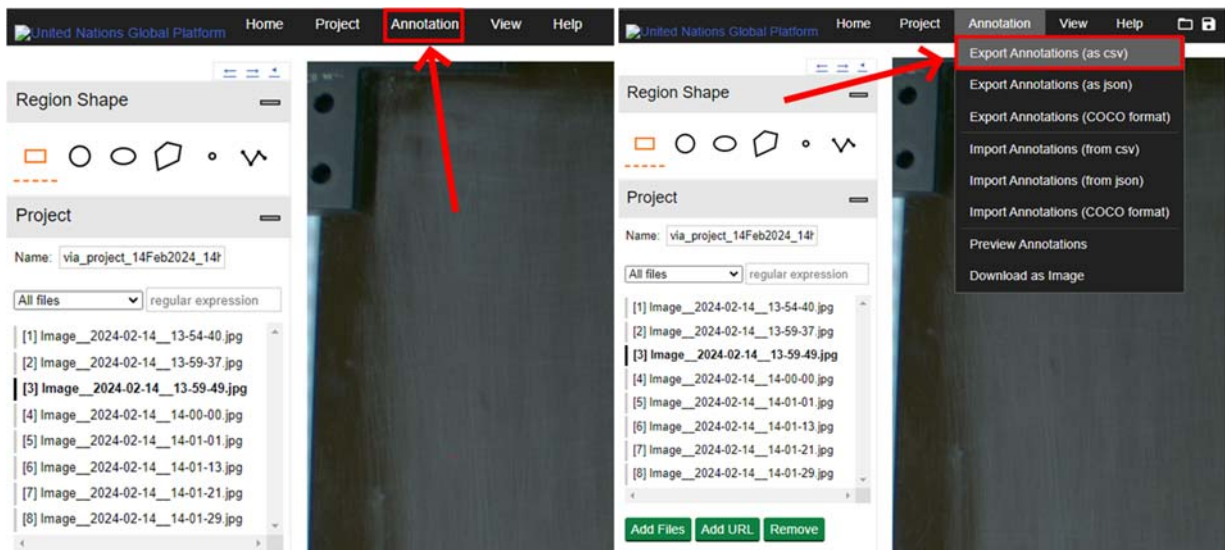 United Nations Global Platform
Home Project Annotation View Help
Region Shape
Project
Name: via_project_14Feb2024_14h
All files regular expression
[1] Image__2024-02-14__13-54-40.jpg
[2] Image__2024-02-14__13-59-37.jpg
[3] Image__2024-02-14__13-59-49.jpg
[4] Image__2024-02-14__14-00-00.jpg
[5] Image__2024-02-14__14-01-01.jpg
[6] Image__2024-02-14__14-01-13.jpg
[7] Image__2024-02-14__14-01-21.jpg
[8] Image__2024-02-14__14-01-29.jpg
United Nations Global Platform
Home Project Annotation View Help
Export Annotations (as csv)
Export Annotations (as json)
Export Annotations (COCO format)
Import Annotations (from csv)
Import Annotations (from json)
Import Annotations (COCO format)
Preview Annotations
Download as Image
Region Shape
Project
Name: via_project_14Feb2024_14h
All files regular expression
[1] Image__2024-02-14__13-54-40.jpg
[2] Image__2024-02-14__13-59-37.jpg
[3] Image__2024-02-14__13-59-49.jpg
[4] Image__2024-02-14__14-00-00.jpg
[5] Image__2024-02-14__14-01-01.jpg
[6] Image__2024-02-14__14-01-13.jpg
[7] Image__2024-02-14__14-01-21.jpg
[8] Image__2024-02-14__14-01-29.jpg
Add Files Add URL Remove